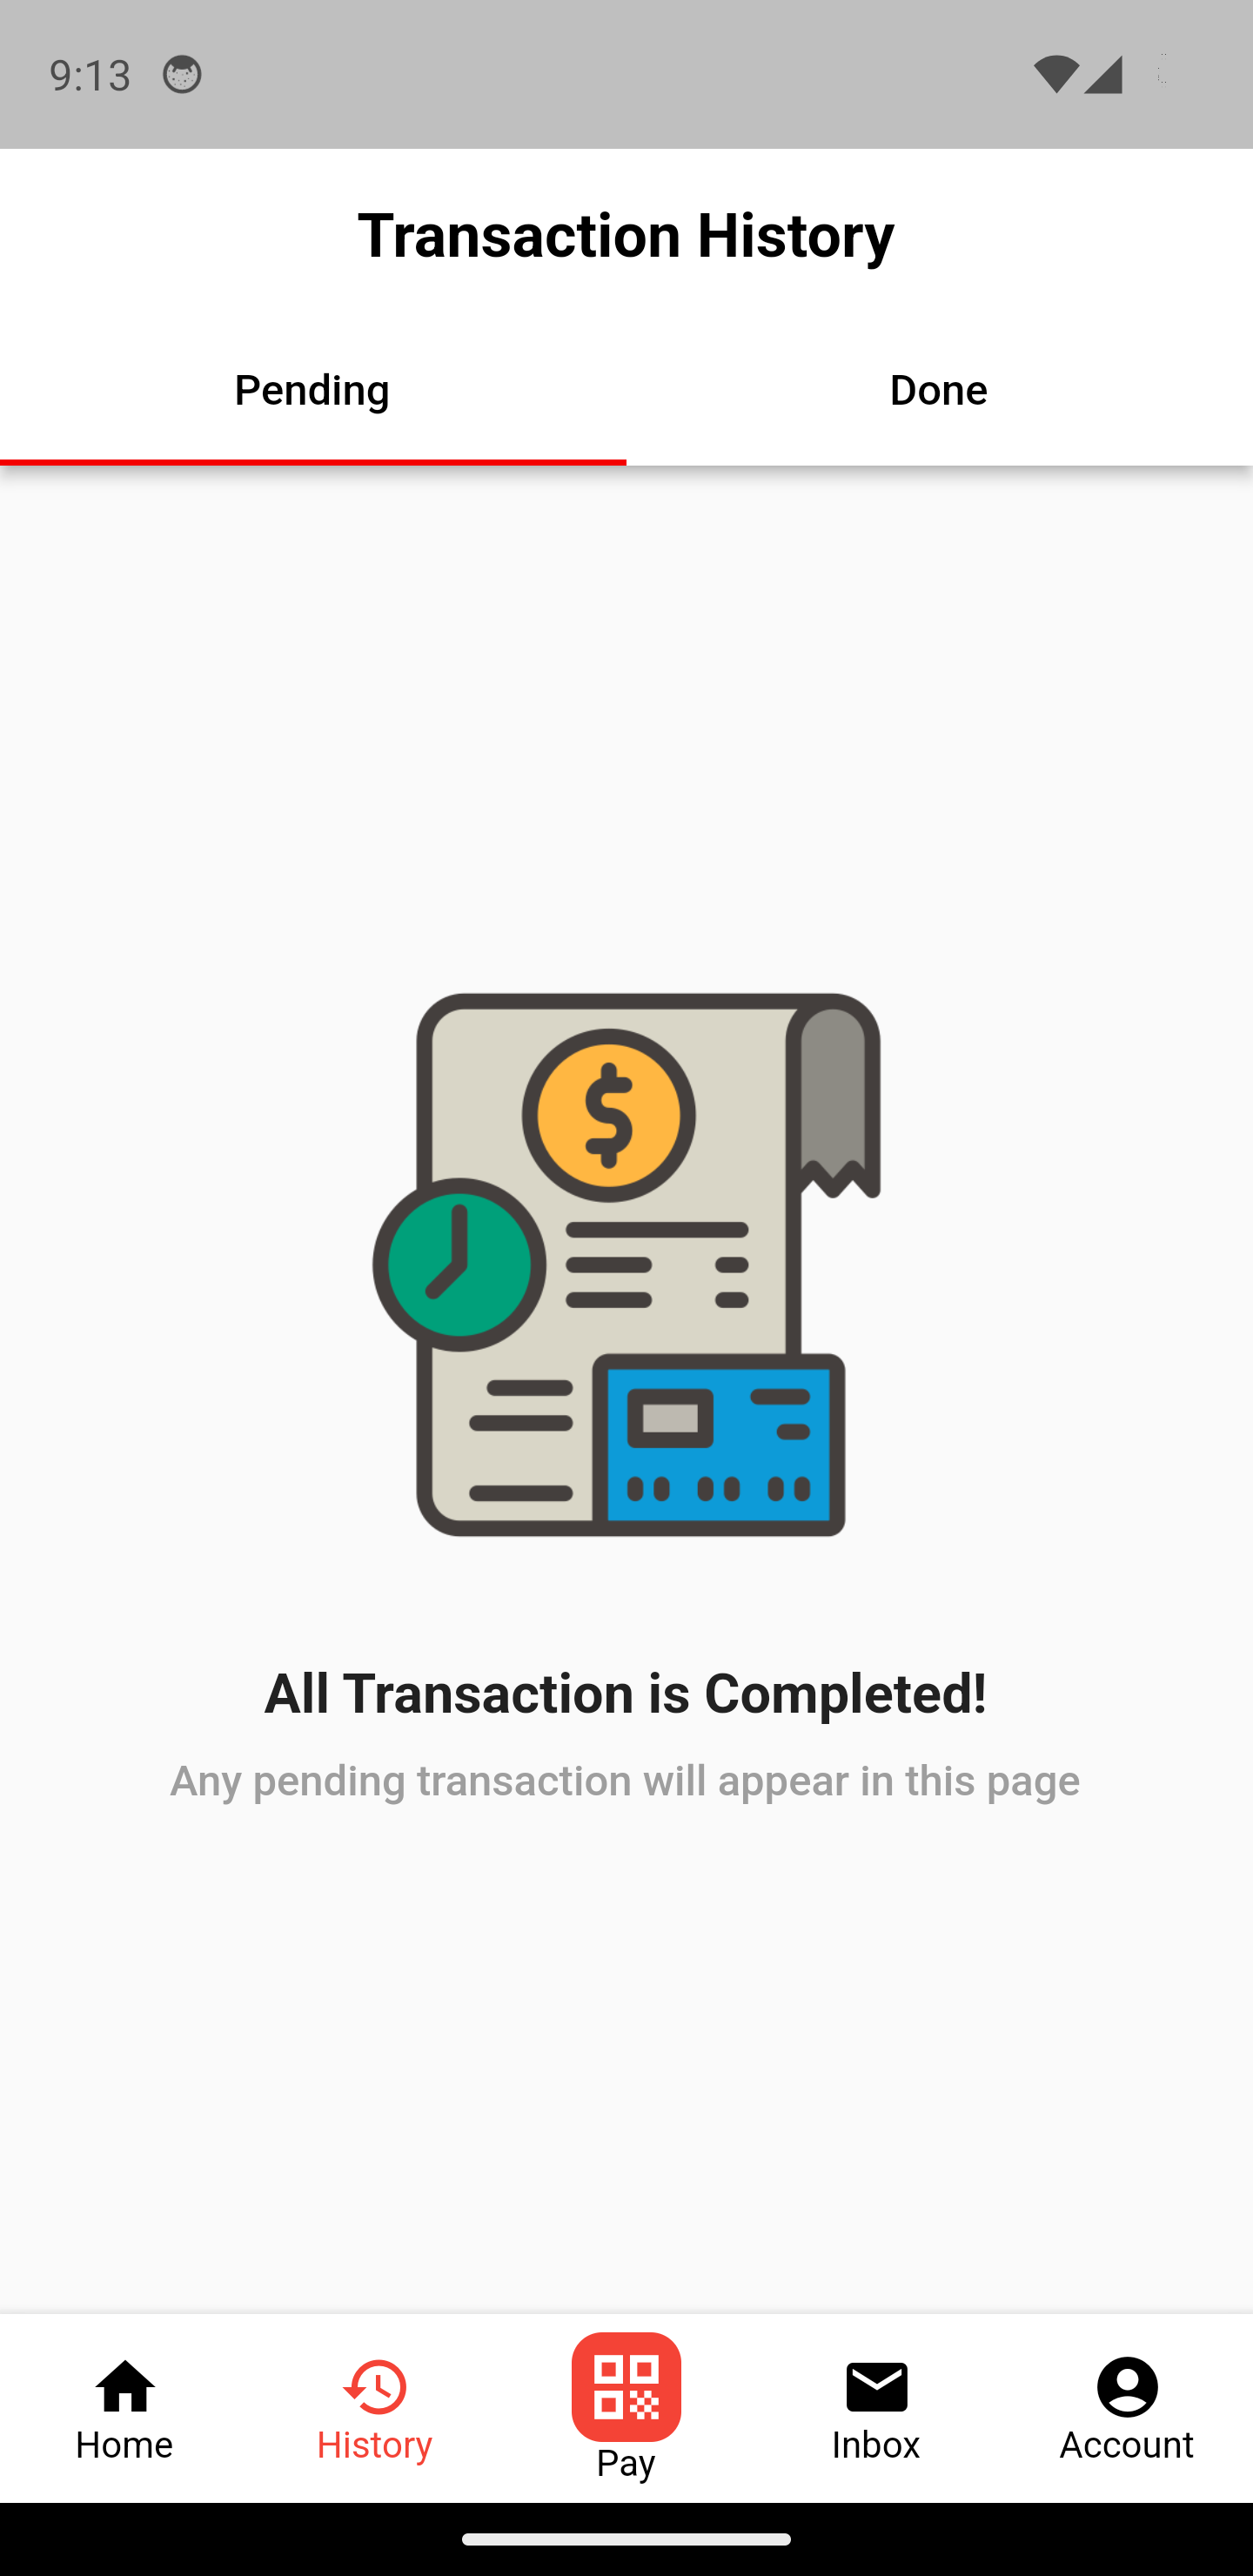 9:13
Transaction History
Pending
Done
$
All Transaction is Completed!
Any pending transaction will appear in this page
Home
History
Pay
Inbox
Account